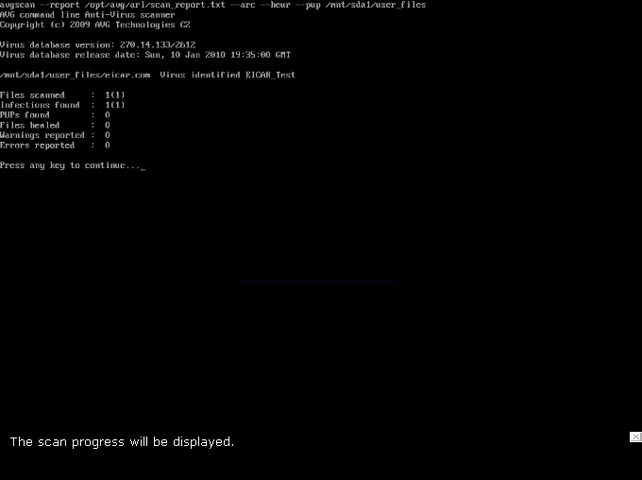 avgscan --report /opt/avg/arl/scan_report.txt --arc --heur --pup /mnt/sda1/user_files
AVG command line Anti-Virus scanner
Copyright (c) 2009 AVG Technologies CZ
Virus database version: 270.14.133/2612
Virus database release date: Sun, 10 Jan 2010 19:35:00 GMT
/mnt/sda1/user_files/eicar.com  Virus identified EICAR_Test
Files scanned     :  1(1)
Infections found  :  1(1)
PUPs found        :  0
Files healed      :  0
Warnings reported :  0
Errors reported   :  0
Press any key to continue..._
The scan progress will be displayed.